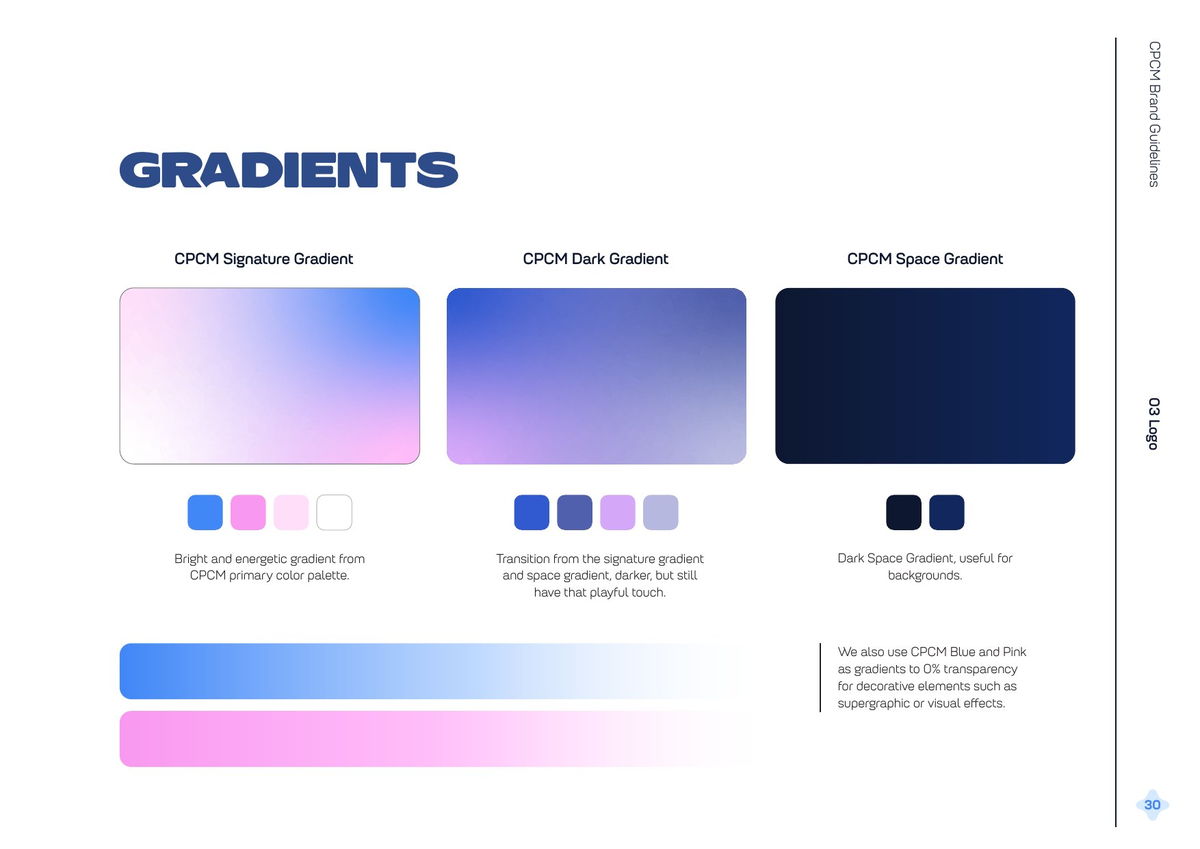 GRADIENTS
CPCM Signature Gradient
Bright and energetic gradient from
CPCM primary color palette.
CPCM Dark Gradient
Transition from the signature gradient
and space gradient, darker, but still
have that playful touch.
CPCM Space Gradient
Dark Space Gradient, useful for
backgrounds.
We also use CPCM Blue and Pink
as gradients to 0% transparency
for decorative elements such as
supergraphic or visual effects.
CPCM Brand Guidelines
03 Logo
30